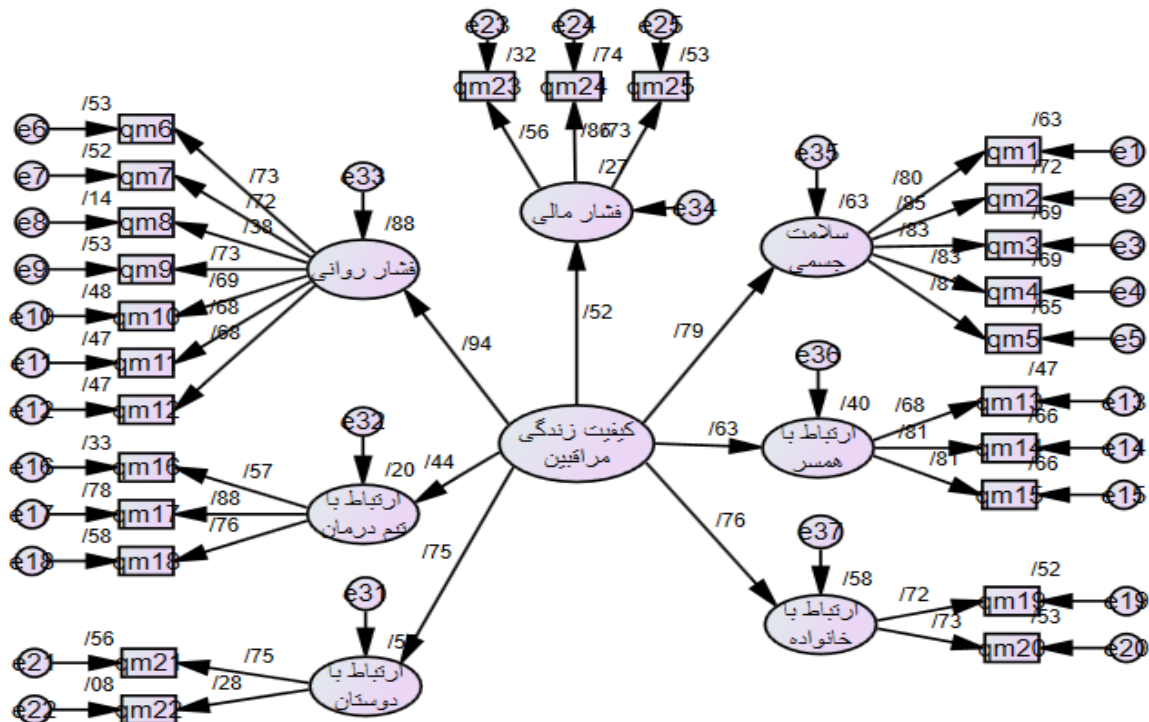 e23 e24 e25
/32 /74 /53
qm23 qm24 qm25
/56 /86 /73
/27
فشار مالی
e34
/52
/53
e6 qm6
/52
e7 qm7
/14
e8 qm8
/53
e9 qm9
/48
e10 qm10
/47
e11 qm11
/47
e12 qm12
/73
/72
/38
/73
/69
/68
/68
e33
/88
فشار روانی
/94
e35
/63
سلامت
جسمی
/79
/80
/85
/83
/83
/63
qm1 e1
/72
qm2 e2
/69
qm3 e3
/69
qm4 e4
/65
qm5 e5
کیفیت زندگی
مراقبین
e36
/40
ارتباط با
همسر
/63
/68
/81
/81
/47
qm13 e13
/66
qm14 e14
/66
qm15 e15
e32
/20
ارتباط با
تیم درمان
/44
/33
e16 qm16
/78
e17 qm17
/58
e18 qm18
/57
/88
/76
e37
/58
ارتباط با
خانواده
/76
/72
/73
/52
qm19 e19
/53
qm20 e20
e31
ارتباط با
دوستان
/75
/56
e21 qm21
/08
e22 qm22
/75
/28